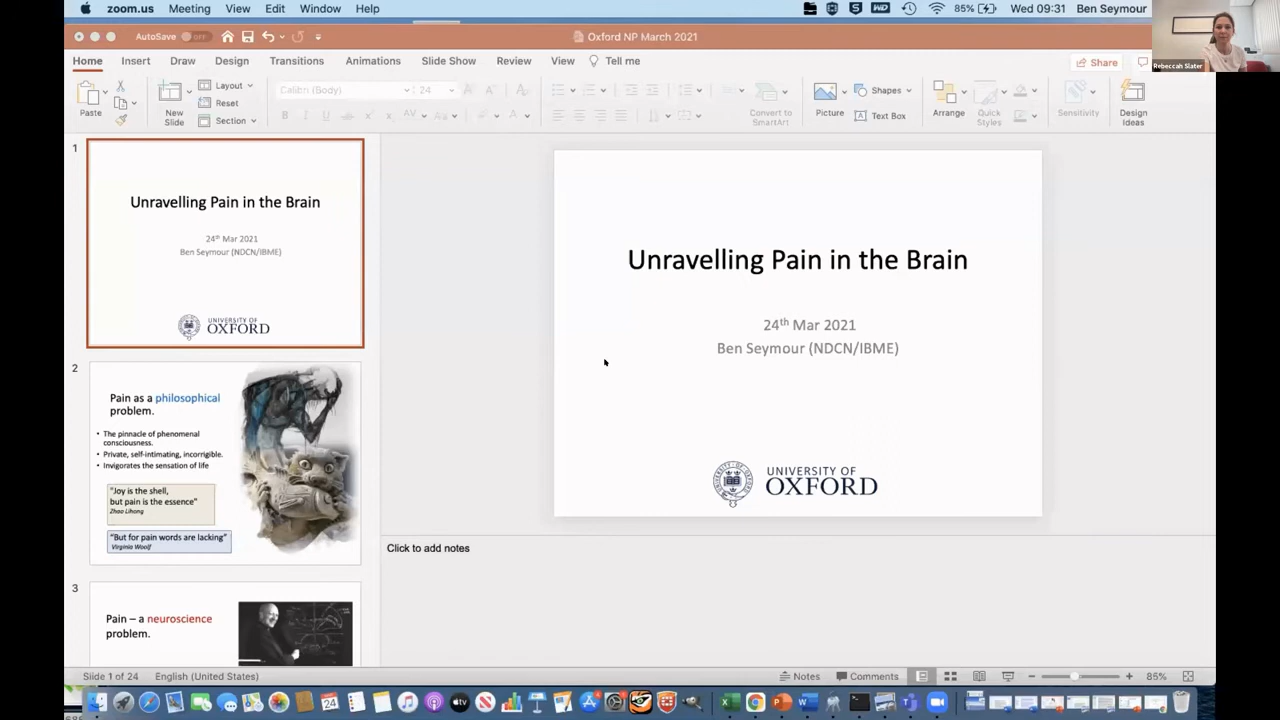 zoom.us Meeting View Edit Window Help 85% Wed 09:31 Ben Seymour
AutoSave OFF Oxford NP March 2021
Rebeccah Slater
Home Insert Draw Design Transitions Animations Slide Show Review View Tell me Share
Paste New Slide Layout Reset Section Calibri (Body) 24 Convert to SmartArt Picture Shapes Text Box Arrange Quick Styles Sensitivity Design Ideas
1
Unravelling Pain in the Brain
24th Mar 2021
Ben Seymour (NDCN/IBME)
UNIVERSITY OF
OXFORD
2
Pain as a philosophical
problem.
• The pinnacle of phenomenal
consciousness.
• Private, self-intimating, incorrigible.
• Invigorates the sensation of life
"Joy is the shell,
but pain is the essence"
Zhao Lihong
"But for pain words are lacking"
Virginia Woolf
3
Pain – a neuroscience
problem.
Unravelling Pain in the Brain
24th Mar 2021
Ben Seymour (NDCN/IBME)
UNIVERSITY OF
OXFORD
Click to add notes
Slide 1 of 24 English (United States) Notes Comments 85%